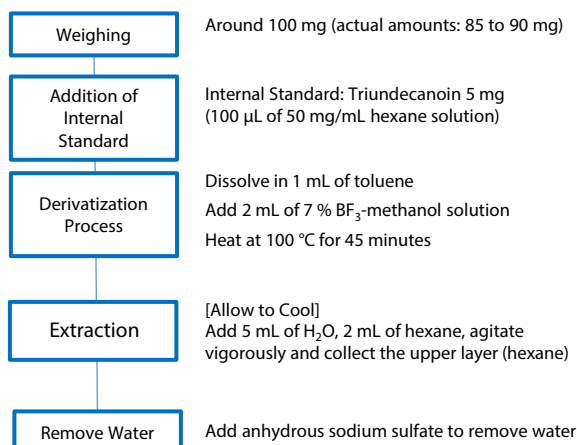 Weighing
Around 100 mg (actual amounts: 85 to 90 mg)
Addition of
Internal
Standard
Internal Standard: Triundecanoin 5 mg
(100 µL of 50 mg/mL hexane solution)
Derivatization
Process
Dissolve in 1 mL of toluene
Add 2 mL of 7 % BF₃-methanol solution
Heat at 100 °C for 45 minutes
Extraction
[Allow to Cool]
Add 5 mL of H₂O, 2 mL of hexane, agitate
vigorously and collect the upper layer (hexane)
Remove Water
Add anhydrous sodium sulfate to remove water